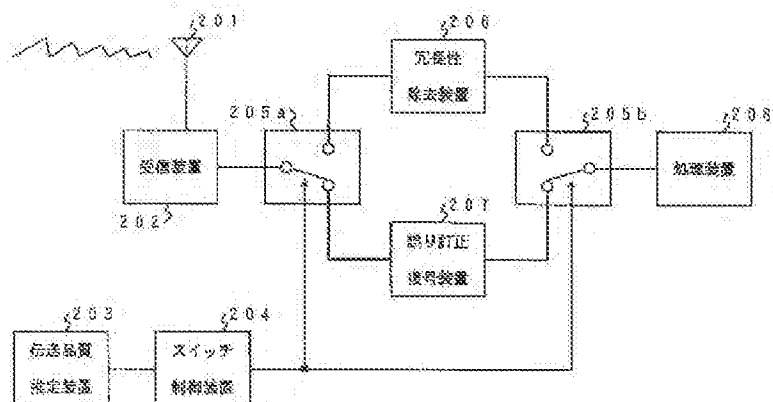 201
206
冗長性
除去装置
205a
205b
208
受信装置
処理装置
202
207
誤り訂正
復号装置
203
204
伝送品質
推定装置
スイッチ
制御装置